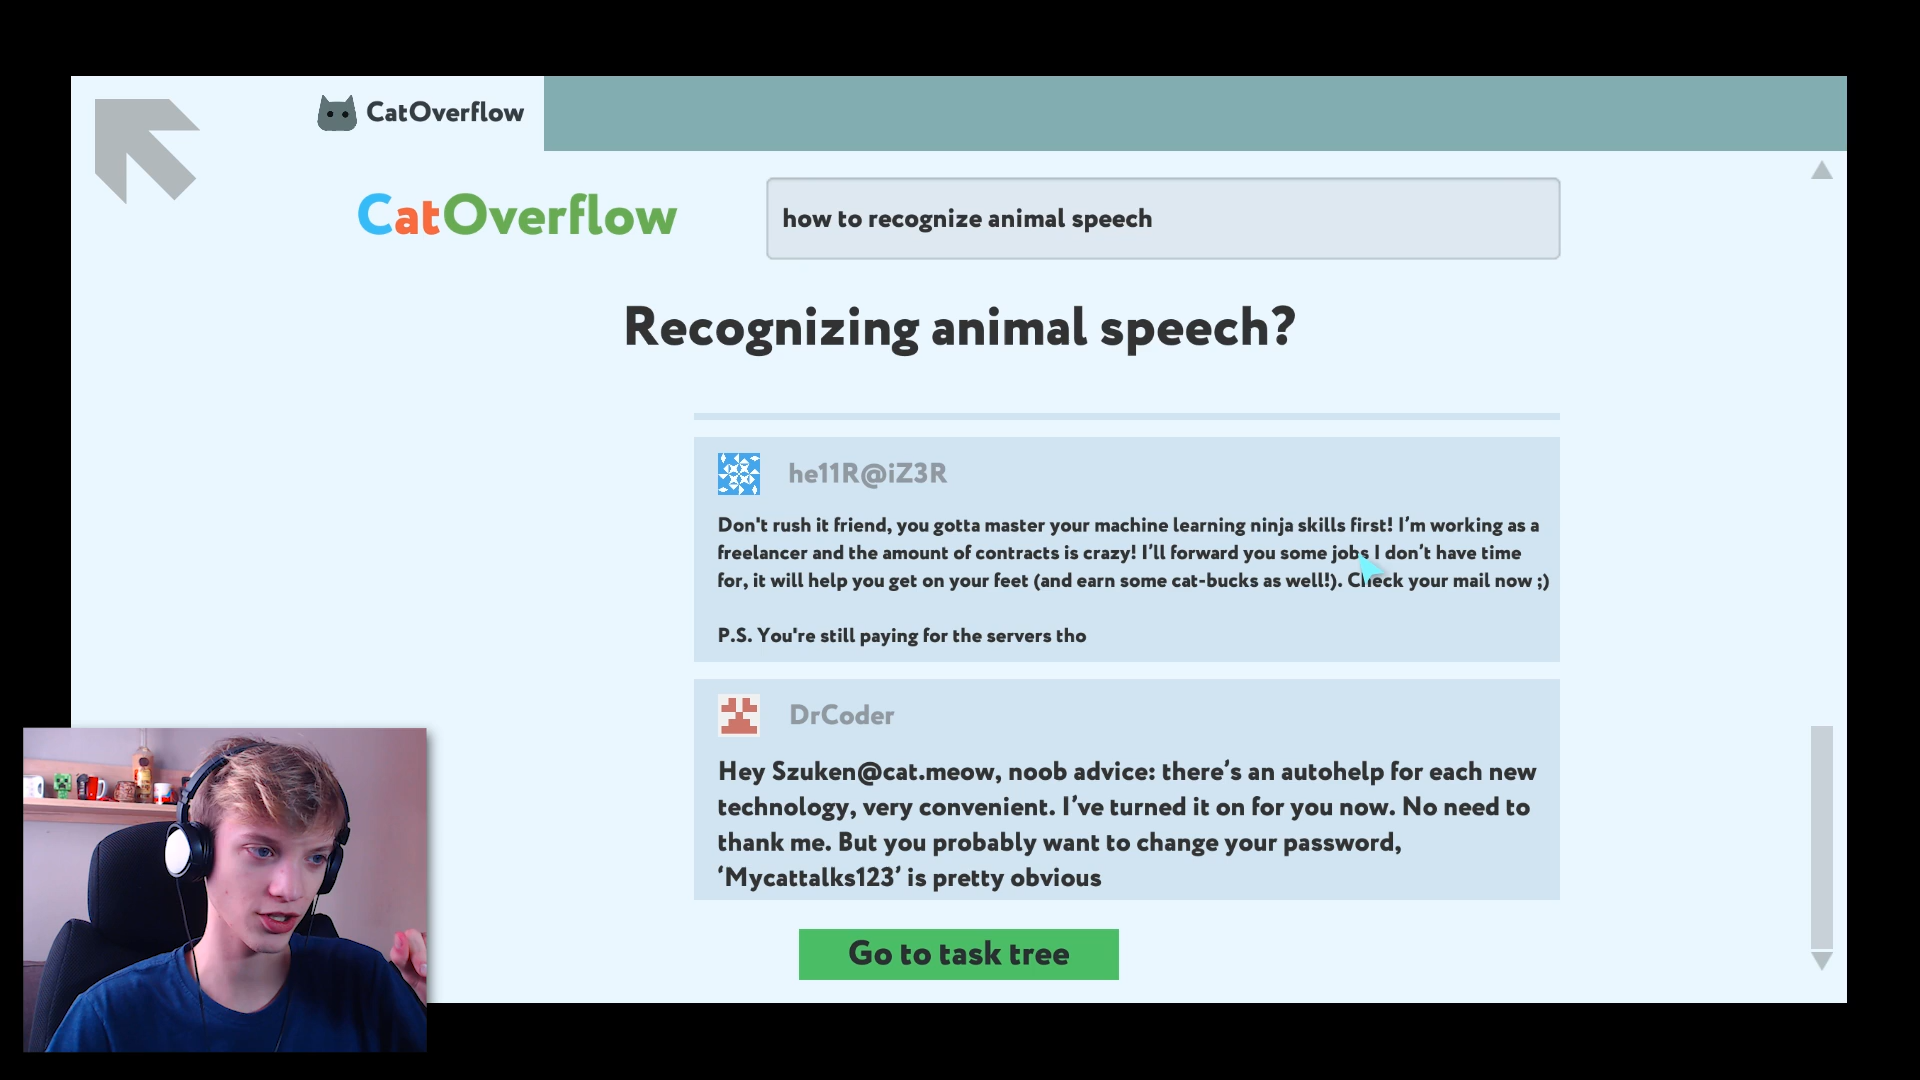 CatOverflow
CatOverflow
how to recognize animal speech
Recognizing animal speech?
he11R@iZ3R
Don't rush it friend, you gotta master your machine learning ninja skills first! I'm working as a
freelancer and the amount of contracts is crazy! I'll forward you some jobs I don't have time
for, it will help you get on your feet (and earn some cat-bucks as well!). Check your mail now ;)
P.S. You're still paying for the servers tho
DrCoder
Hey Szuken@cat.meow, noob advice: there's an autohelp for each new
technology, very convenient. I've turned it on for you now. No need to
thank me. But you probably want to change your password,
‘Mycattalks123’ is pretty obvious
Go to task tree